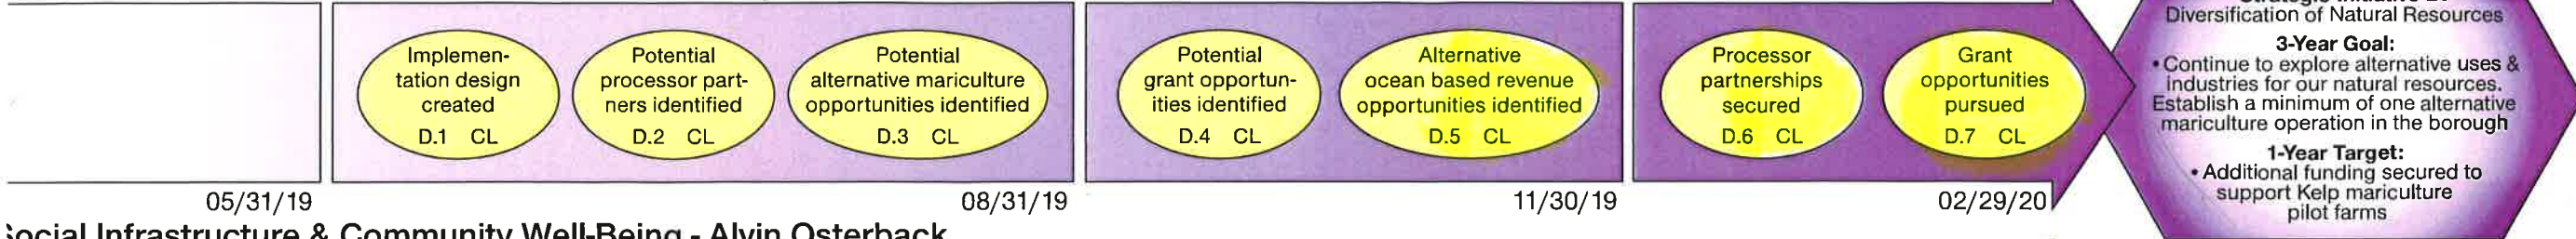 Implemen-
tation design
created
D.1 CL
Potential
processor part-
ners identified
D.2 CL
Potential
alternative mariculture
opportunities identified
D.3 CL
Potential
grant opportun-
ities identified
D.4 CL
Alternative
ocean based revenue
opportunities identified
D.5 CL
Processor
partnerships
secured
D.6 CL
Grant
opportunities
pursued
D.7 CL
Diversification of Natural Resources
3-Year Goal:
• Continue to explore alternative uses &
industries for our natural resources.
Establish a minimum of one alternative
mariculture operation in the borough
1-Year Target:
• Additional funding secured to
support Kelp mariculture
pilot farms
05/31/19
08/31/19
11/30/19
02/29/20
Social Infrastructure & Community Well-Being - Alvin Osterback